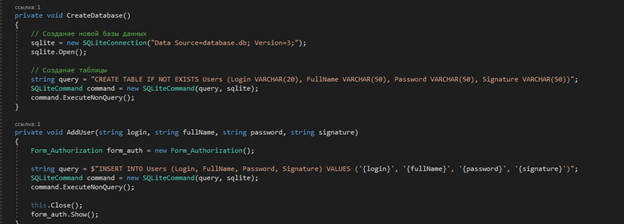 ссылка: 1
private void CreateDatabase()
{
// Создание новой базы данных
sqlite = new SQLiteConnection("Data Source=database.db; Version=3;");
sqlite.Open();
// Создание таблицы
string query = "CREATE TABLE IF NOT EXISTS Users (Login VARCHAR(20), FullName VARCHAR(50), Password VARCHAR(50), Signature VARCHAR(50))";
SQLiteCommand command = new SQLiteCommand(query, sqlite);
command.ExecuteNonQuery();
}
ссылка: 1
private void AddUser(string login, string fullName, string password, string signature)
{
Form_Authorization form_auth = new Form_Authorization();
string query = $"INSERT INTO Users (Login, FullName, Password, Signature) VALUES ('{login}', '{fullName}', '{password}', '{signature}')";
SQLiteCommand command = new SQLiteCommand(query, sqlite);
command.ExecuteNonQuery();
this.Close();
form_auth.Show();
}